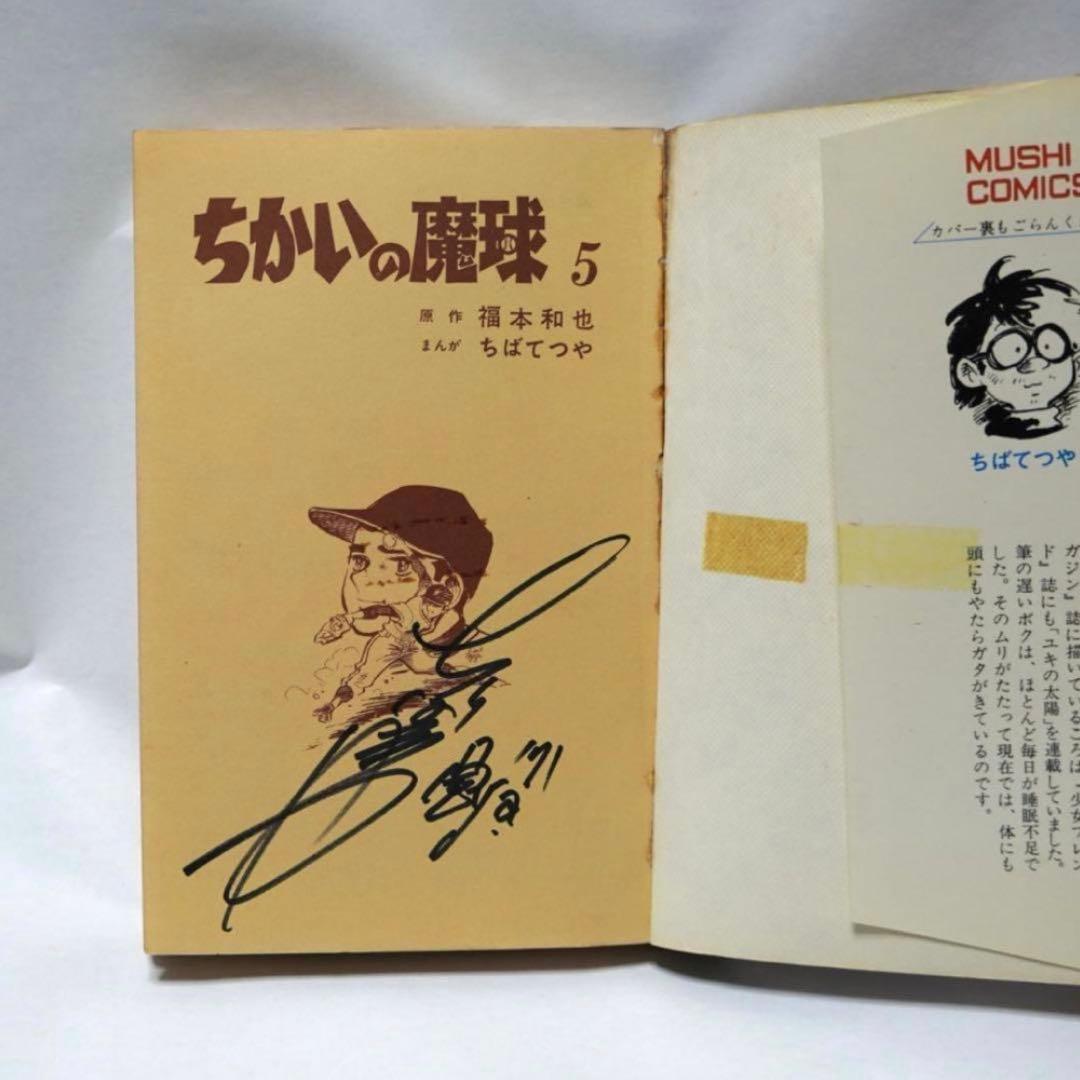 ちかいの魔球 5
原作 福本和也
まんが ちばてつや
'71
MUSHI
COMICS
カバー裏もごらんく
ちばてつや
ガジン』誌に描いているころは「少女フレン
ド』誌にも「ユキの太陽」を連載していました。
筆の遅いボクは、ほとんど毎日が睡眠不足で
した。そのムリがたたって現在では、体にも
頭にもやたらガタがきているのです。